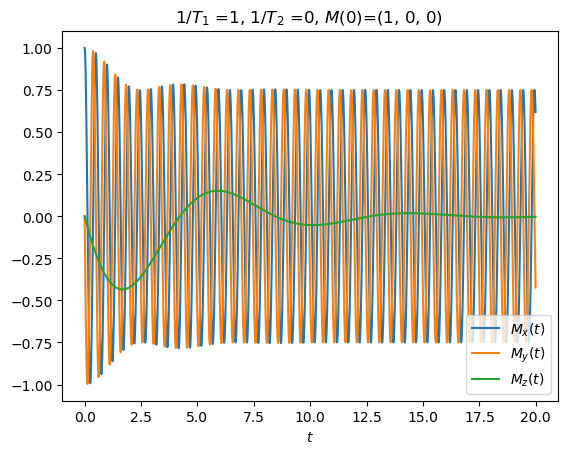 1/T₁ =1, 1/T₂ =0, M(0)=(1, 0, 0)
1.00
0.75
0.50
0.25
0.00
−0.25
−0.50
−0.75
−1.00
Mₓ(t)
M_y(t)
M_z(t)
0.0 2.5 5.0 7.5 10.0 12.5 15.0 17.5 20.0
t